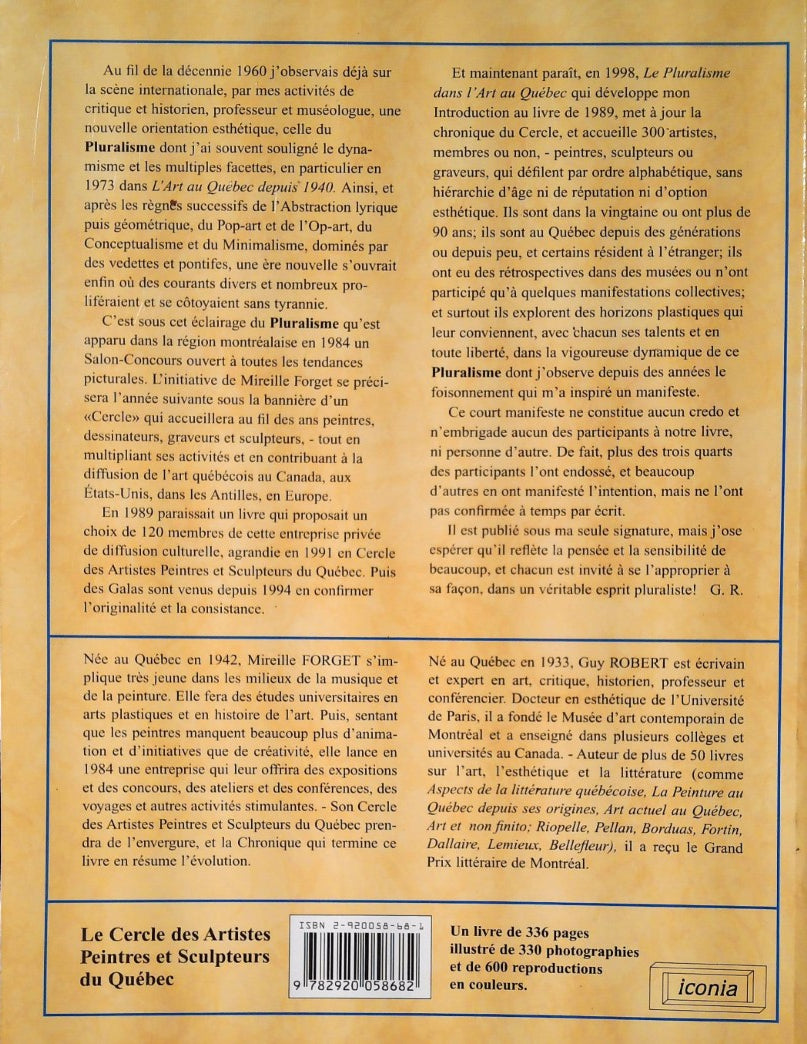 Au fil de la décennie 1960 j'observais déjà sur
la scène internationale, par mes activités de
critique et historien, professeur et muséologue, une
nouvelle orientation esthétique, celle du
Pluralisme dont j'ai souvent souligné le dyna-
misme et les multiples facettes, en particulier en
1973 dans L'Art au Québec depuis 1940. Ainsi, et
après les règnes successifs de l'Abstraction lyrique
puis géométrique, du Pop-art et de l'Op-art, du
Conceptualisme et du Minimalisme, dominés par
des vedettes et pontifes, une ère nouvelle s'ouvrait
enfin où des courants divers et nombreux pro-
liféraient et se côtoyaient sans tyrannie.
C'est sous cet éclairage du Pluralisme qu'est
apparu dans la région montréalaise en 1984 un
Salon-Concours ouvert à toutes les tendances
picturales. L'initiative de Mireille Forget se préci-
sera l'année suivante sous la bannière d'un
«Cercle» qui accueillera au fil des ans peintres,
dessinateurs, graveurs et sculpteurs, - tout en
multipliant ses activités et en contribuant à la
diffusion de l'art québécois au Canada, aux
États-Unis, dans les Antilles, en Europe.
En 1989 paraissait un livre qui proposait un
choix de 120 membres de cette entreprise privée
de diffusion culturelle, agrandie en 1991 en Cercle
des Artistes Peintres et Sculpteurs du Québec. Puis
des Galas sont venus depuis 1994 en confirmer
l'originalité et la consistance.
Et maintenant paraît, en 1998, Le Pluralisme
dans l'Art au Québec qui développe mon
Introduction au livre de 1989, met à jour la
chronique du Cercle, et accueille 300 artistes,
membres ou non, - peintres, sculpteurs ou
graveurs, qui défilent par ordre alphabétique, sans
hiérarchie d'âge ni de réputation ni d'option
esthétique. Ils sont dans la vingtaine ou ont plus de
90 ans; ils sont au Québec depuis des générations
ou depuis peu, et certains résident à l'étranger; ils
ont eu des rétrospectives dans des musées ou n'ont
participé qu'à quelques manifestations collectives;
et surtout ils explorent des horizons plastiques qui
leur conviennent, avec chacun ses talents et en
toute liberté, dans la vigoureuse dynamique de ce
Pluralisme dont j'observe depuis des années le
foisonnement qui m'a inspiré un manifeste.
Ce court manifeste ne constitue aucun credo et
n'embrigade aucun des participants à notre livre,
ni personne d'autre. De fait, plus des trois quarts
des participants l'ont endossé, et beaucoup
d'autres en ont manifesté l'intention, mais ne l'ont
pas confirmée à temps par écrit.
Il est publié sous ma seule signature, mais j'ose
espérer qu'il reflète la pensée et la sensibilité de
beaucoup, et chacun est invité à se l'approprier à
sa façon, dans un véritable esprit pluraliste! G. R.
Née au Québec en 1942, Mireille FORGET s'im-
plique très jeune dans les milieux de la musique et
de la peinture. Elle fera des études universitaires en
arts plastiques et en histoire de l'art. Puis, sentant
que les peintres manquent beaucoup plus d'anima-
tion et d'initiatives que de créativité, elle lance en
1984 une entreprise qui leur offrira des expositions
et des concours, des ateliers et des conférences, des
voyages et autres activités stimulantes. - Son Cercle
des Artistes Peintres et Sculpteurs du Québec pren-
dra de l'envergure, et la Chronique qui termine ce
livre en résume l'évolution.
Né au Québec en 1933, Guy ROBERT est écrivain
et expert en art, critique, historien, professeur et
conférencier. Docteur en esthétique de l'Université
de Paris, il a fondé le Musée d'art contemporain de
Montréal et a enseigné dans plusieurs collèges et
universités au Canada. - Auteur de plus de 50 livres
sur l'art, l'esthétique et la littérature (comme
Aspects de la littérature québécoise, La Peinture au
Québec depuis ses origines, Art actuel au Québec,
Art et non finito; Riopelle, Pellan, Borduas, Fortin,
Dallaire, Lemieux, Bellefleur), il a reçu le Grand
Prix littéraire de Montréal.
Le Cercle des Artistes
Peintres et Sculpteurs
du Québec
ISBN 2-920058-68-1
9 782920 058682
Un livre de 336 pages
illustré de 330 photographies
et de 600 reproductions
en couleurs.
iconia